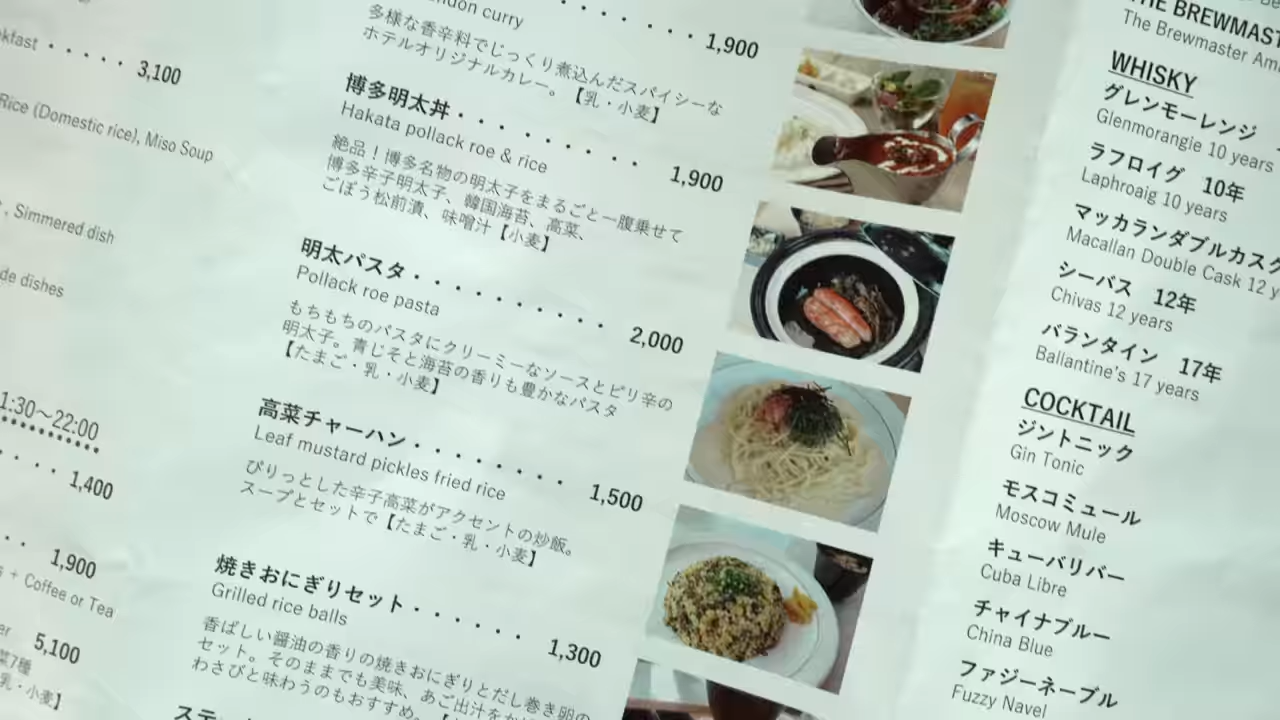 kfast ・・・・・・ 3,100
Rice (Domestic rice), Miso Soup
, Simmered dish
de dishes
1:30～22:00
・・・・ 1,400
・・ 1,900
+ Coffee or Tea
5,100
菜7種
乳・小麦】
ndon curry
・・・・・・・・ 1,900
多様な香辛料でじっくり煮込んだスパイシーな
ホテルオリジナルカレー。【乳・小麦】
博多明太丼・・・・・・・・・・・ 1,900
Hakata pollack roe & rice
絶品！博多名物の明太子をまるごと一腹乗せて
博多辛子明太子、韓国海苔、高菜、
ごぼう松前漬、味噌汁【小麦】
明太パスタ・・・・・・・・・・・ 2,000
Pollack roe pasta
もちもちのパスタにクリーミーなソースとピリ辛の
明太子。青じそと海苔の香りも豊かなパスタ
【たまご・乳・小麦】
高菜チャーハン・・・・・・・・・ 1,500
Leaf mustard pickles fried rice
ぴりっとした辛子高菜がアクセントの炒飯。
スープとセットで【たまご・乳・小麦】
焼きおにぎりセット・・・・・・・ 1,300
Grilled rice balls
香ばしい醤油の香りの焼きおにぎりとだし巻き卵の
セット。そのままでも美味、あご出汁を
わさびと味わうのもおすすめ。
ステ
THE BREWMAST
The Brewmaster Am
WHISKY
グレンモーレンジ
Glenmorangie 10 years
ラフロイグ 10年
Laphroaig 10 years
マッカランダブルカスク
Macallan Double Cask 12 y
シーバス 12年
Chivas 12 years
バランタイン 17年
Ballantine's 17 years
COCKTAIL
ジントニック
Gin Tonic
モスコミュール
Moscow Mule
キューバリバー
Cuba Libre
チャイナブルー
China Blue
ファジーネーブル
Fuzzy Navel